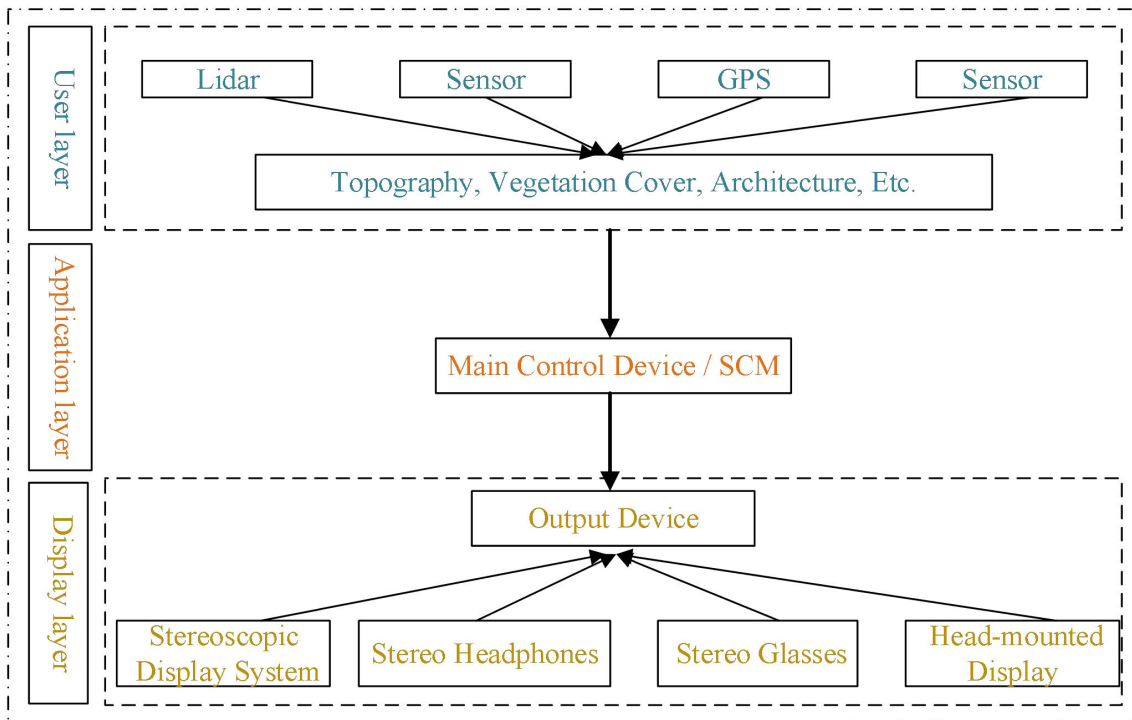 User layer
Lidar
Sensor
GPS
Sensor
Topography, Vegetation Cover, Architecture, Etc.
Application layer
Main Control Device / SCM
Display layer
Output Device
Stereoscopic
Display System
Stereo Headphones
Stereo Glasses
Head-mounted
Display